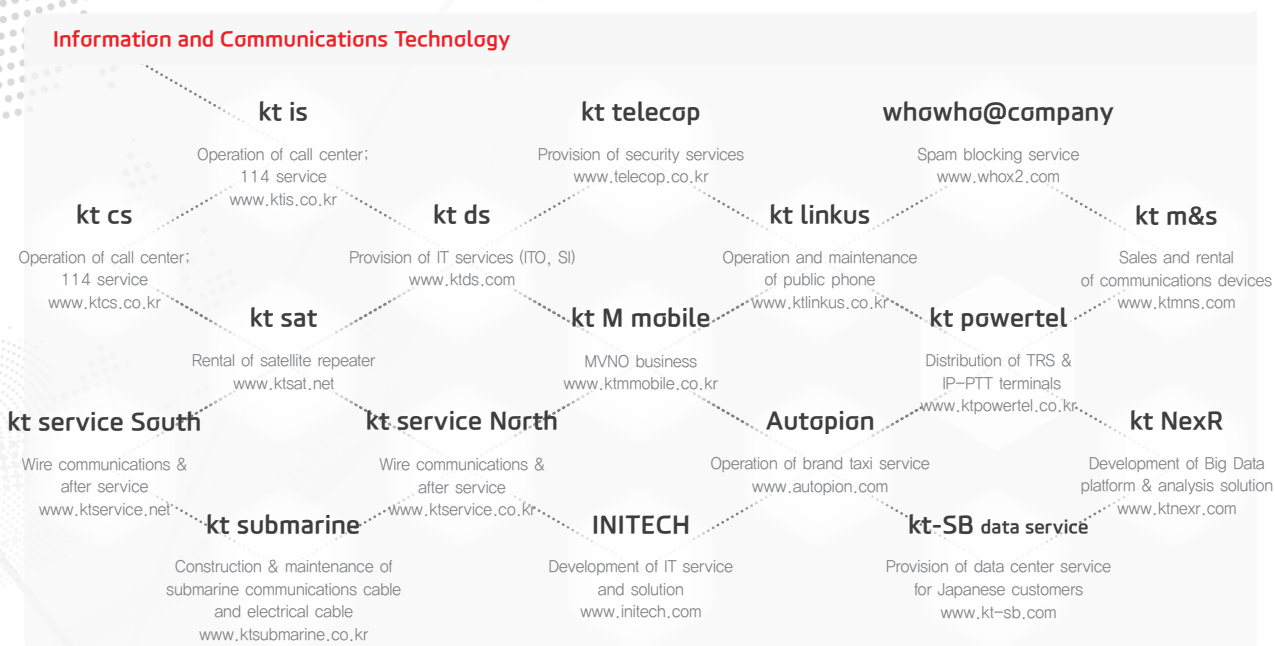 Information and Communications Technology
kt is
Operation of call center;
114 service
www.ktis.co.kr
kt telecop
Provision of security services
www.telecop.co.kr
whowho@company
Spam blocking service
www.whox2.com
kt cs
Operation of call center;
114 service
www.ktcs.co.kr
kt ds
Provision of IT services (ITO, SI)
www.ktds.com
kt linkus
Operation and maintenance
of public phone
www.ktlinkus.co.kr
kt m&s
Sales and rental
of communications devices
www.ktmns.com
kt sat
Rental of satellite repeater
www.ktsat.net
kt M mobile
MVNO business
www.ktmmobile.co.kr
kt powertel
Distribution of TRS &
IP-PTT terminals
www.ktpowertel.co.kr
kt service South
Wire communications &
after service
www.ktservice.net
kt service North
Wire communications &
after service
www.ktservice.co.kr
Autopion
Operation of brand taxi service
www.autopion.com
kt NexR
Development of Big Data
platform & analysis solution
www.ktnexr.com
kt submarine
Construction & maintenance of
submarine communications cable
and electrical cable
www.ktsubmarine.co.kr
INITECH
Development of IT service
and solution
www.initech.com
kt-SB data service
Provision of data center service
for Japanese customers
www.kt-sb.com